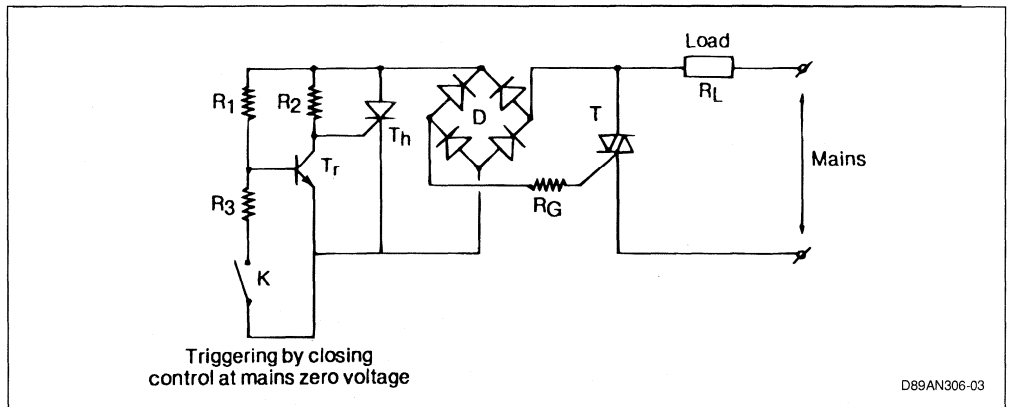 Load
R1
R2
D
T
RL
Th
Mains
Tr
R3
RG
K
Triggering by closing
control at mains zero voltage
D89AN306-03